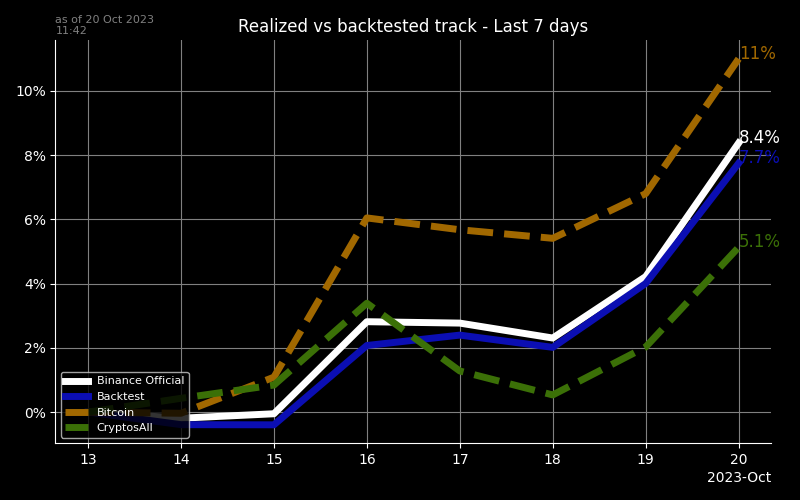 as of 20 Oct 2023
11:42
Realized vs backtested track - Last 7 days
11%
10%
8.4%
8%
7.7%
6%
5.1%
4%
2%
0%
Binance Official
Backtest
Bitcoin
CryptosAll
13 14 15 16 17 18 19 20
2023-Oct